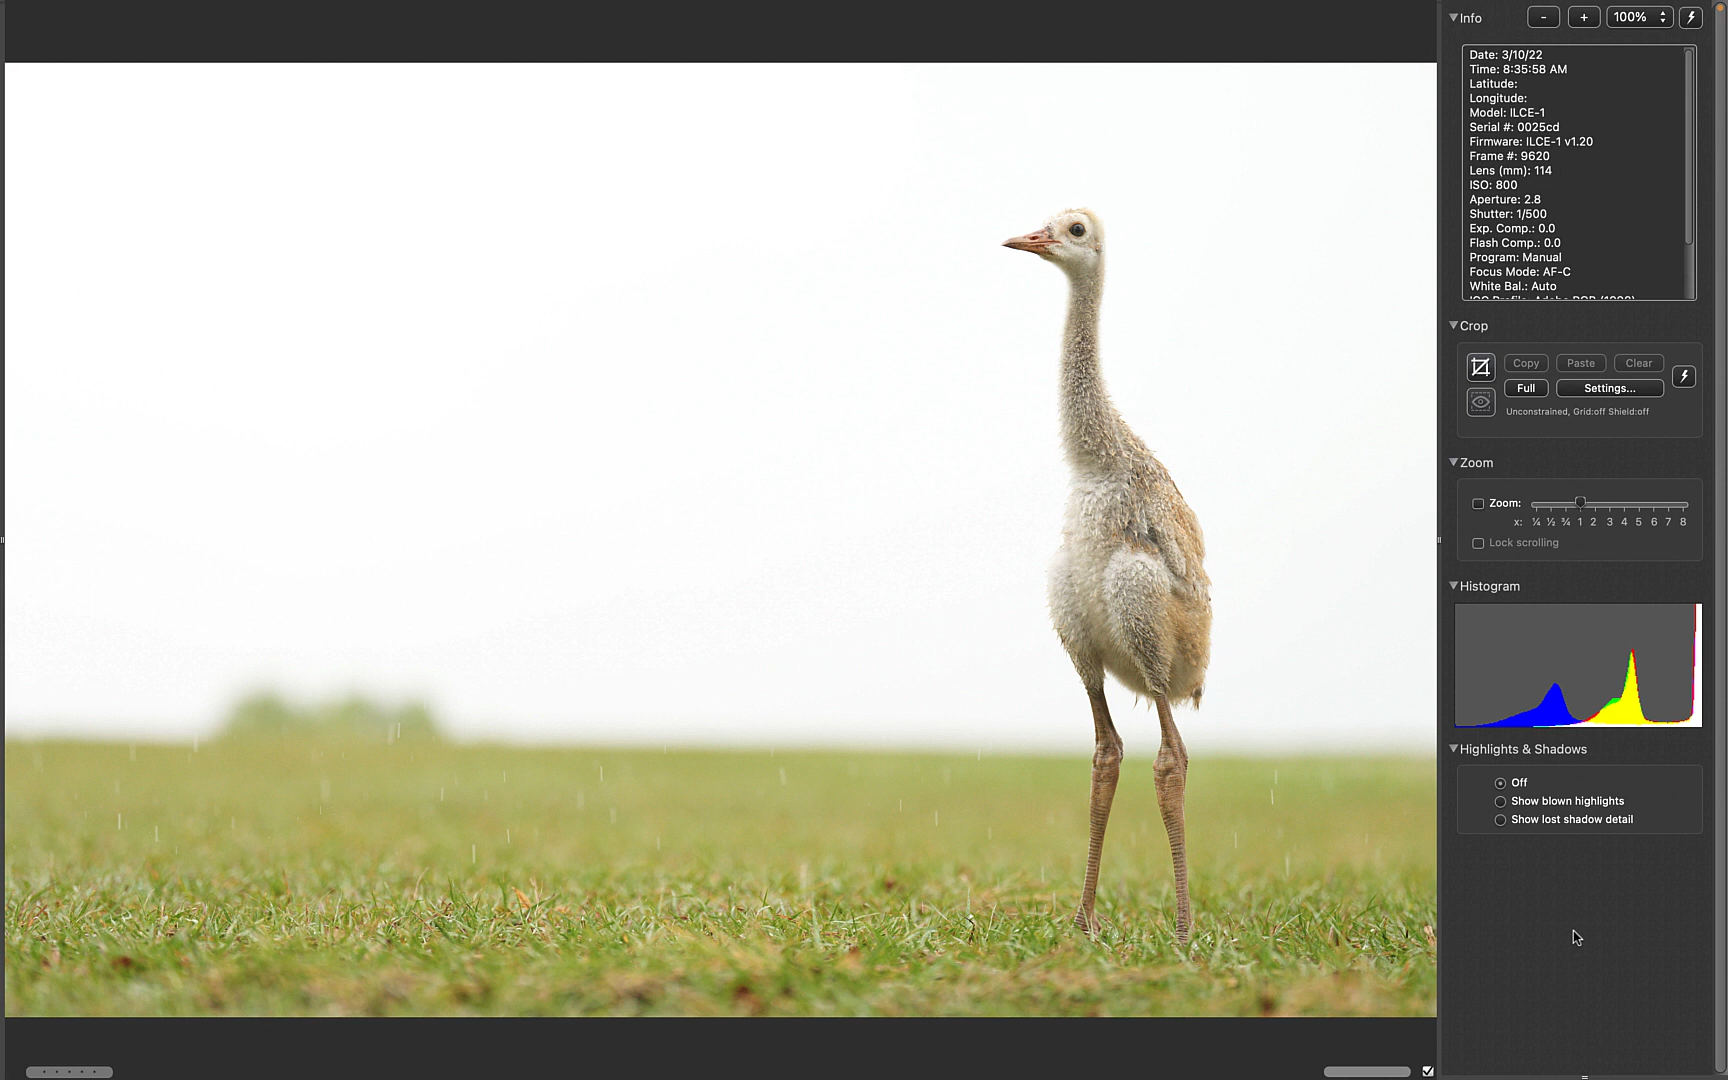 Info
-
+
100%
Date: 3/10/22
Time: 8:35:58 AM
Latitude:
Longitude:
Model: ILCE-1
Serial #: 0025cd
Firmware: ILCE-1 v1.20
Frame #: 9620
Lens (mm): 114
ISO: 800
Aperture: 2.8
Shutter: 1/500
Exp. Comp.: 0.0
Flash Comp.: 0.0
Program: Manual
Focus Mode: AF-C
White Bal.: Auto
Crop
Copy Paste Clear
Full Settings...
Unconstrained, Grid:off Shield:off
Zoom
Zoom:
x: ¼ ½ ¾ 1 2 3 4 5 6 7 8
Lock scrolling
Histogram
Highlights & Shadows
Off
Show blown highlights
Show lost shadow detail